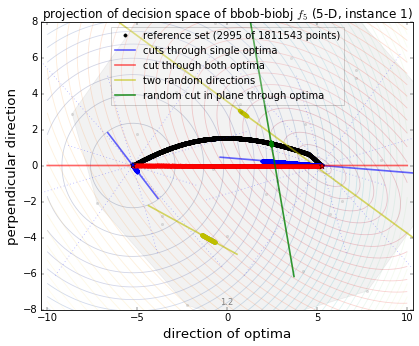 projection of decision space of bbob-biobj f₅ (5-D, instance 1)
reference set (2995 of 1811543 points)
cuts through single optima
cut through both optima
two random directions
random cut in plane through optima
8
6
4
2
0
−2
−4
−6
−8
perpendicular direction
1.2
−10 −5 0 5 10
direction of optima